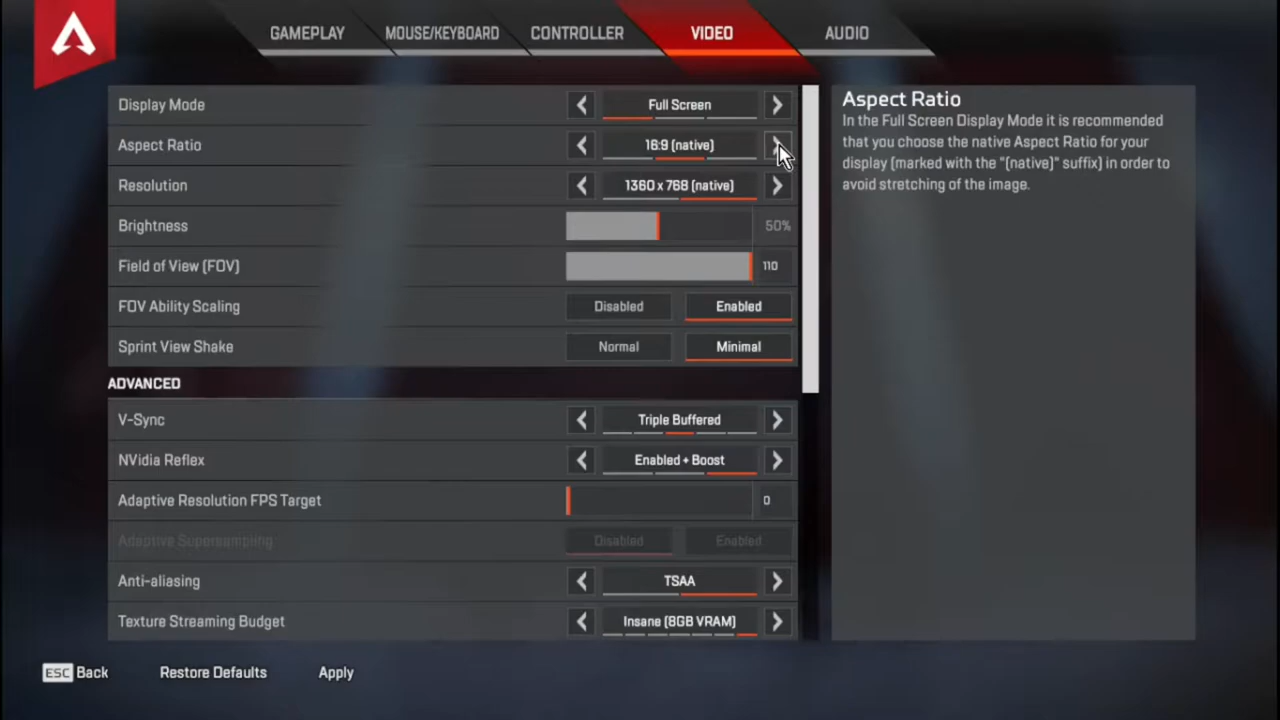 GAMEPLAY MOUSE/KEYBOARD CONTROLLER VIDEO AUDIO
Display Mode Full Screen
Aspect Ratio 16:9 (native)
Resolution 1360 x 768 (native)
Brightness 50%
Field of View (FOV) 110
FOV Ability Scaling Disabled Enabled
Sprint View Shake Normal Minimal
ADVANCED
V-Sync Triple Buffered
NVidia Reflex Enabled + Boost
Adaptive Resolution FPS Target 0
Adaptive Supersampling Disabled Enabled
Anti-aliasing TSAA
Texture Streaming Budget Insane (8GB VRAM)
Aspect Ratio
In the Full Screen Display Mode it is recommended
that you choose the native Aspect Ratio for your
display (marked with the "(native)" suffix) in order to
avoid stretching of the image.
ESC Back Restore Defaults Apply